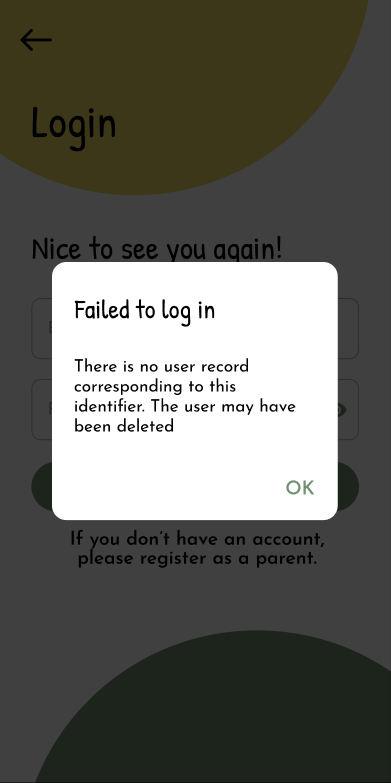 Login
Nice to see you again!
Failed to log in
There is no user record
corresponding to this
identifier. The user may have
been deleted
OK
If you don't have an account,
please register as a parent.